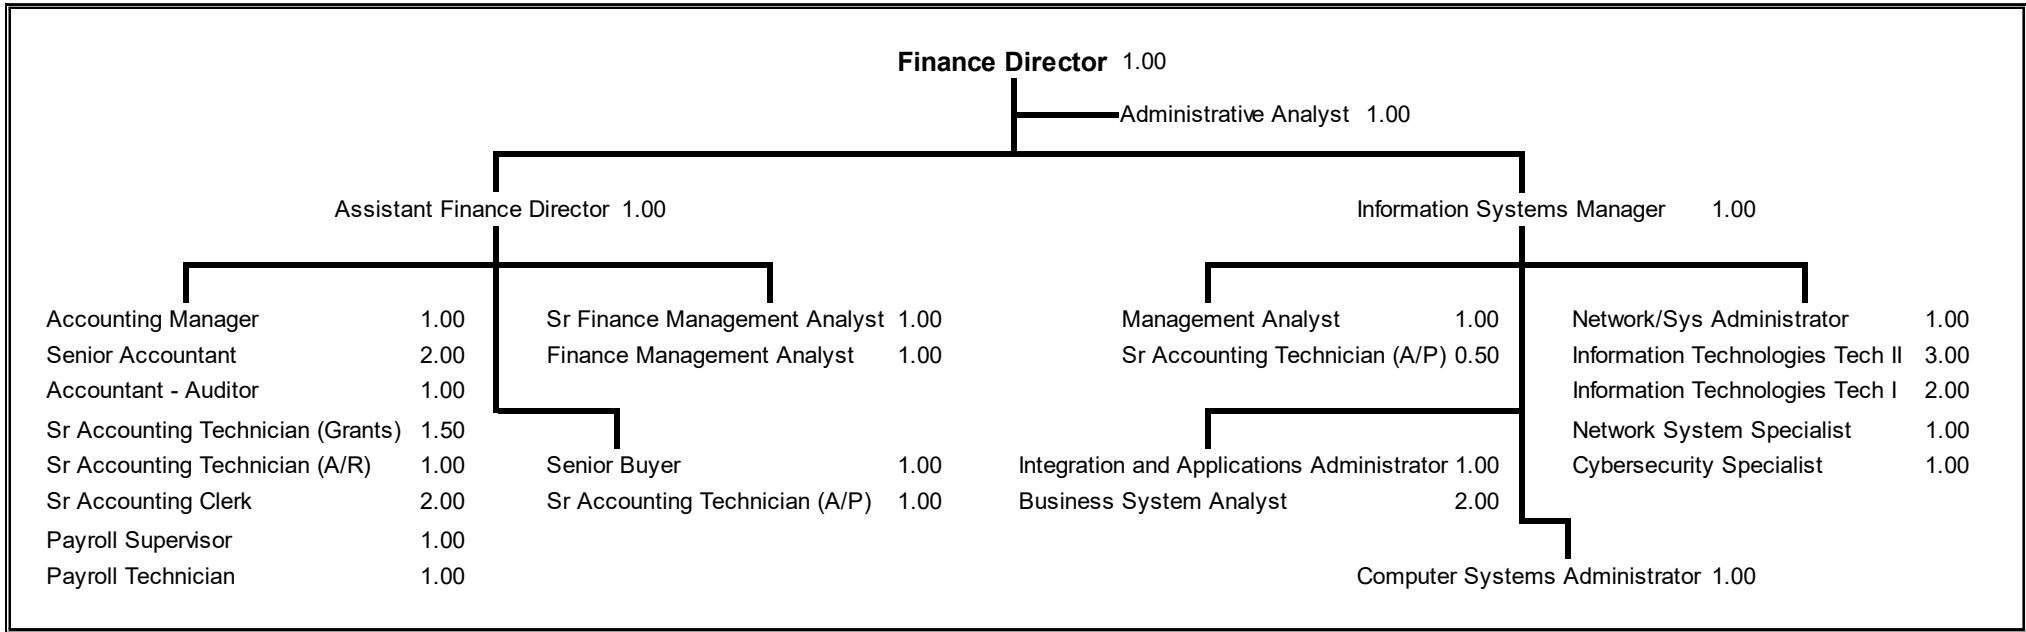 Finance Director 1.00
Administrative Analyst 1.00
Assistant Finance Director 1.00
Information Systems Manager 1.00
Accounting Manager 1.00
Senior Accountant 2.00
Accountant - Auditor 1.00
Sr Accounting Technician (Grants) 1.50
Sr Accounting Technician (A/R) 1.00
Sr Accounting Clerk 2.00
Payroll Supervisor 1.00
Payroll Technician 1.00
Sr Finance Management Analyst 1.00
Finance Management Analyst 1.00
Senior Buyer 1.00
Sr Accounting Technician (A/P) 1.00
Management Analyst 1.00
Sr Accounting Technician (A/P) 0.50
Integration and Applications Administrator 1.00
Business System Analyst 2.00
Network/Sys Administrator 1.00
Information Technologies Tech II 3.00
Information Technologies Tech I 2.00
Network System Specialist 1.00
Cybersecurity Specialist 1.00
Computer Systems Administrator 1.00